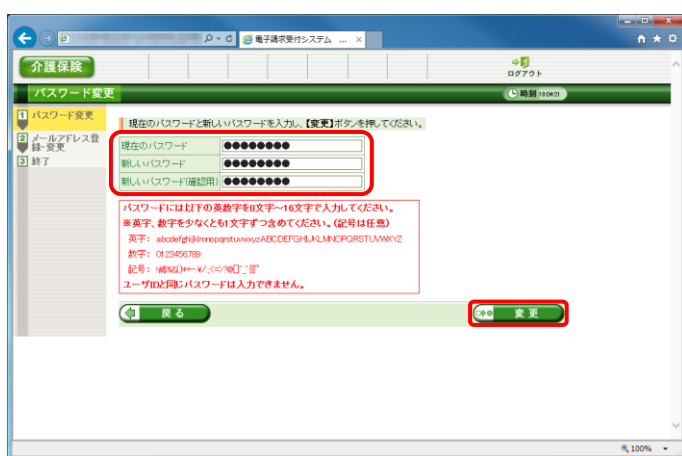 電子請求受付システム ... ×
介護保険
ログアウト
パスワード変更
時刻 18:04:21
1 パスワード変更
2 メールアドレス登
録・変更
3 終了
現在のパスワードと新しいパスワードを入力し、【変更】ボタンを押してください。
現在のパスワード ●●●●●●●●
新しいパスワード ●●●●●●●●
新しいパスワード(確認用) ●●●●●●●●
パスワードには以下の英数字を8文字~16文字で入力してください。
※英字、数字を少なくとも1文字ずつ含めてください。(記号は任意)
英字: abcdefghijklmnopqrstuvwxyzABCDEFGHIJKLMNOPQRSTUVWXYZ
数字: 0123456789
記号:
ユーザIDと同じパスワードは入力できません。
戻る
変更
100%